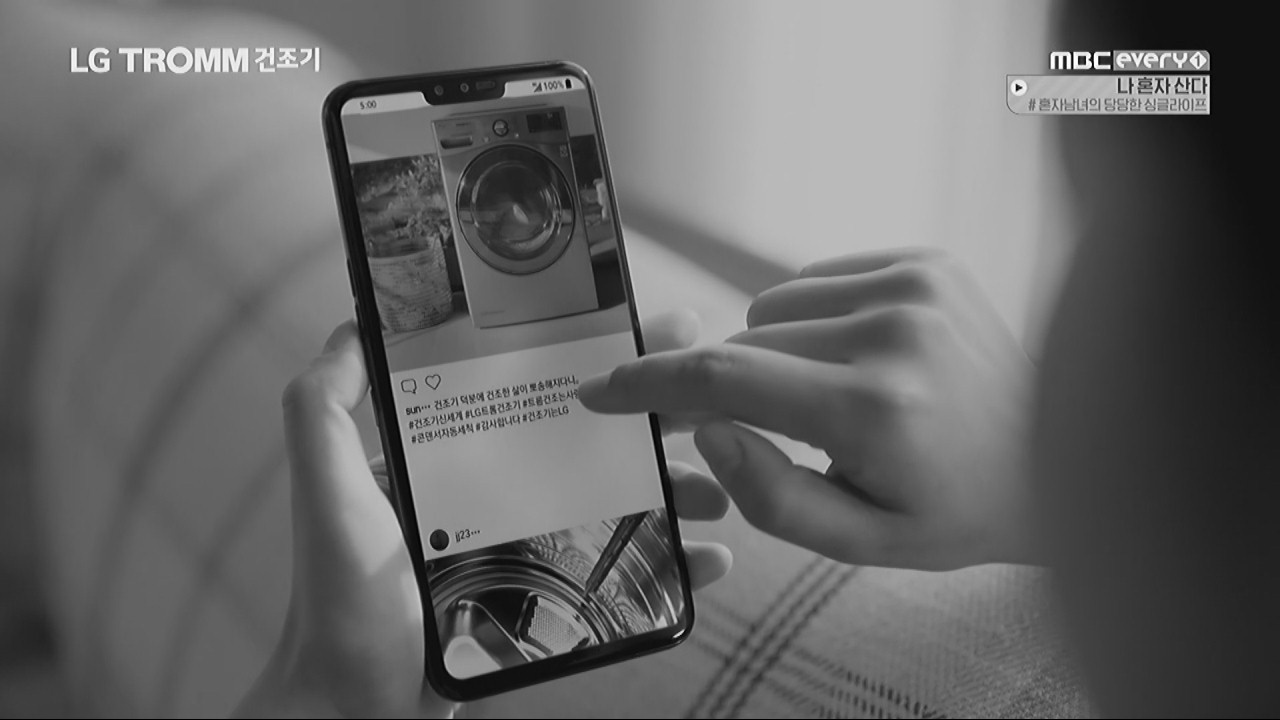 LG TROMM 건조기
MBC every1
나 혼자 산다
# 혼자남녀의 당당한 싱글라이프
5:00
100%
sun··· 건조기 덕분에 건조한 삶이 뽀송해지다니..
#건조기신세계 #LG트롬건조기 #트롬건조는사랑
#콘덴서자동세척 #감사합니다 #건조기는LG
jj23···